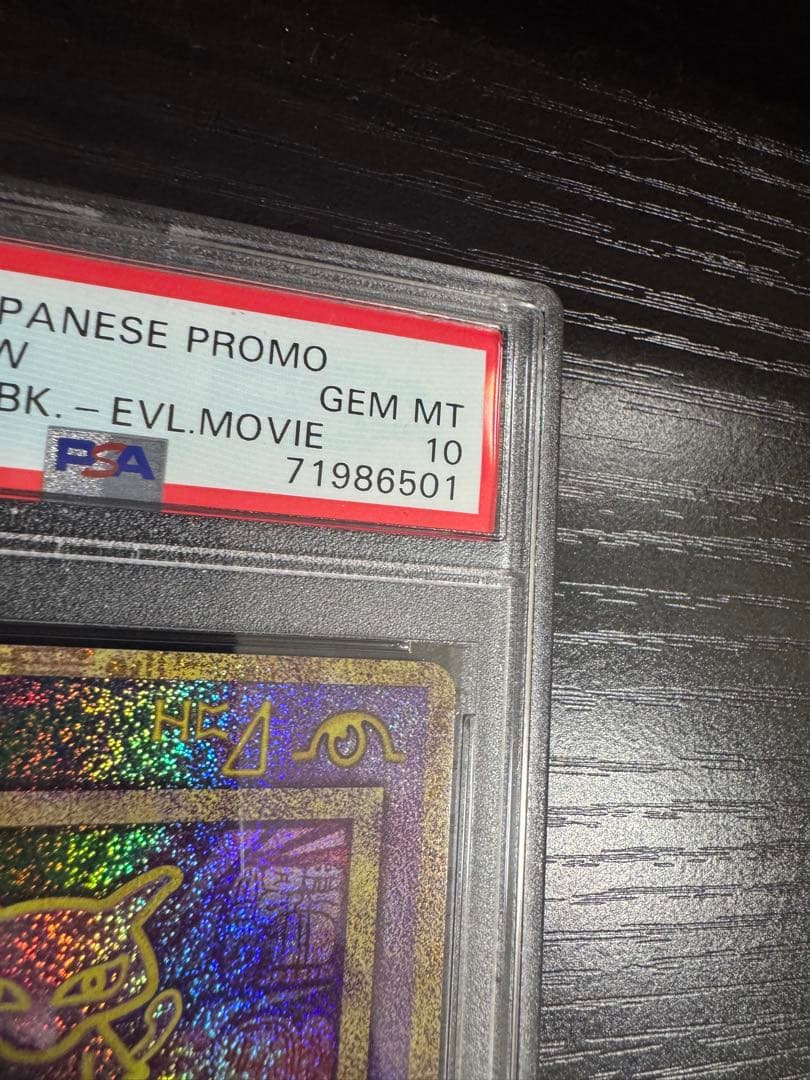 PANESE PROMO
W
GEM MT
BK. – EVL.MOVIE
10
PSA
71986501